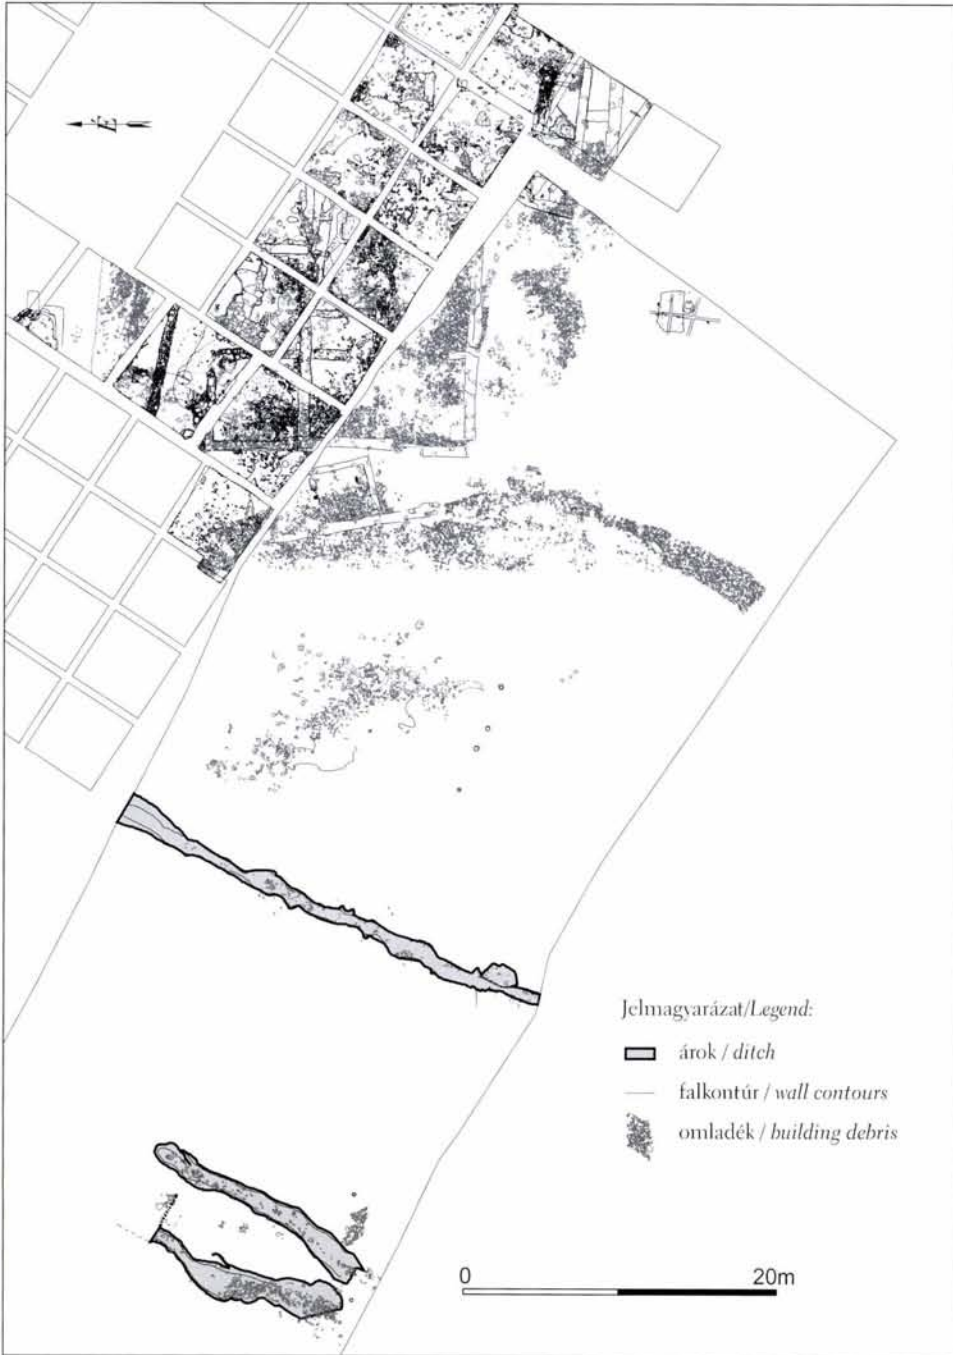 É
Jelmagyarázat/Legend:
árok / ditch
falkontúr / wall contours
omladék / building debris
0 20m